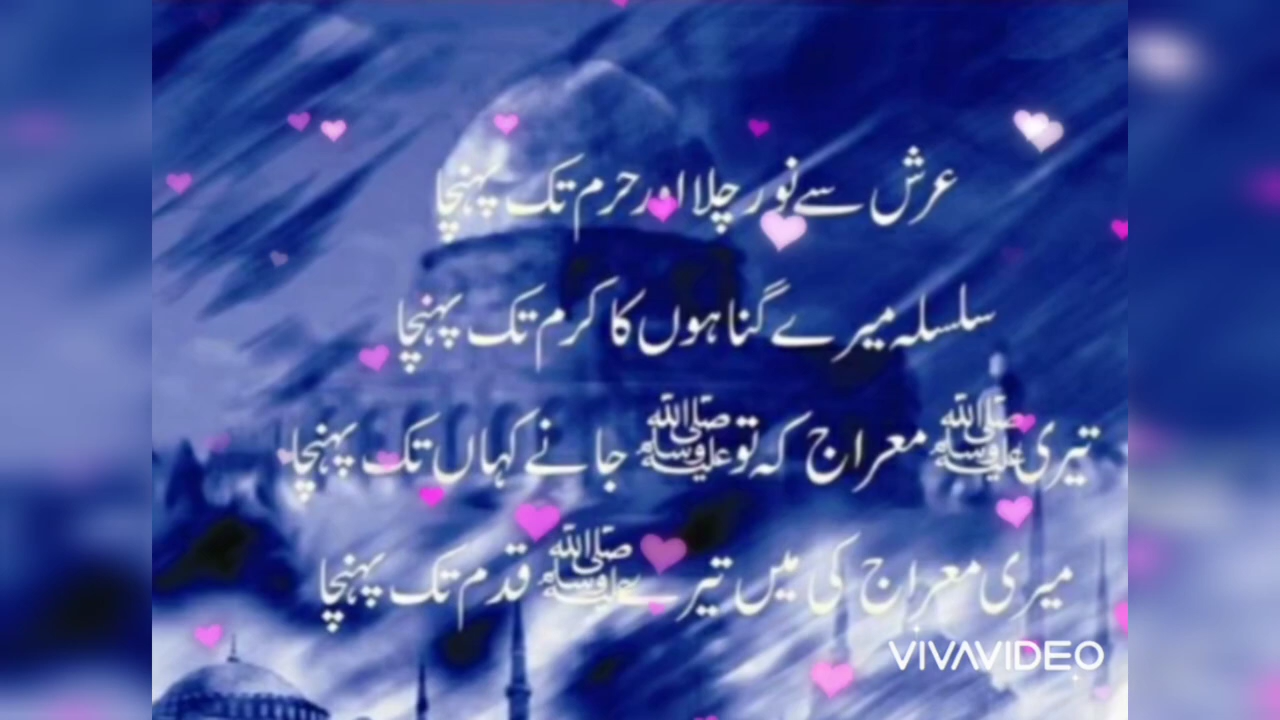 عرش سے نور چلا اور حرم تک پہنچا
سلسلہ میرے گناہوں کا کرم تک پہنچا
تیری ﷺ معراج کہ تو ﷺ جانے کہاں تک پہنچا
میری معراج کی میں تیرے ﷺ قدم تک پہنچا
VIVAVIDEO